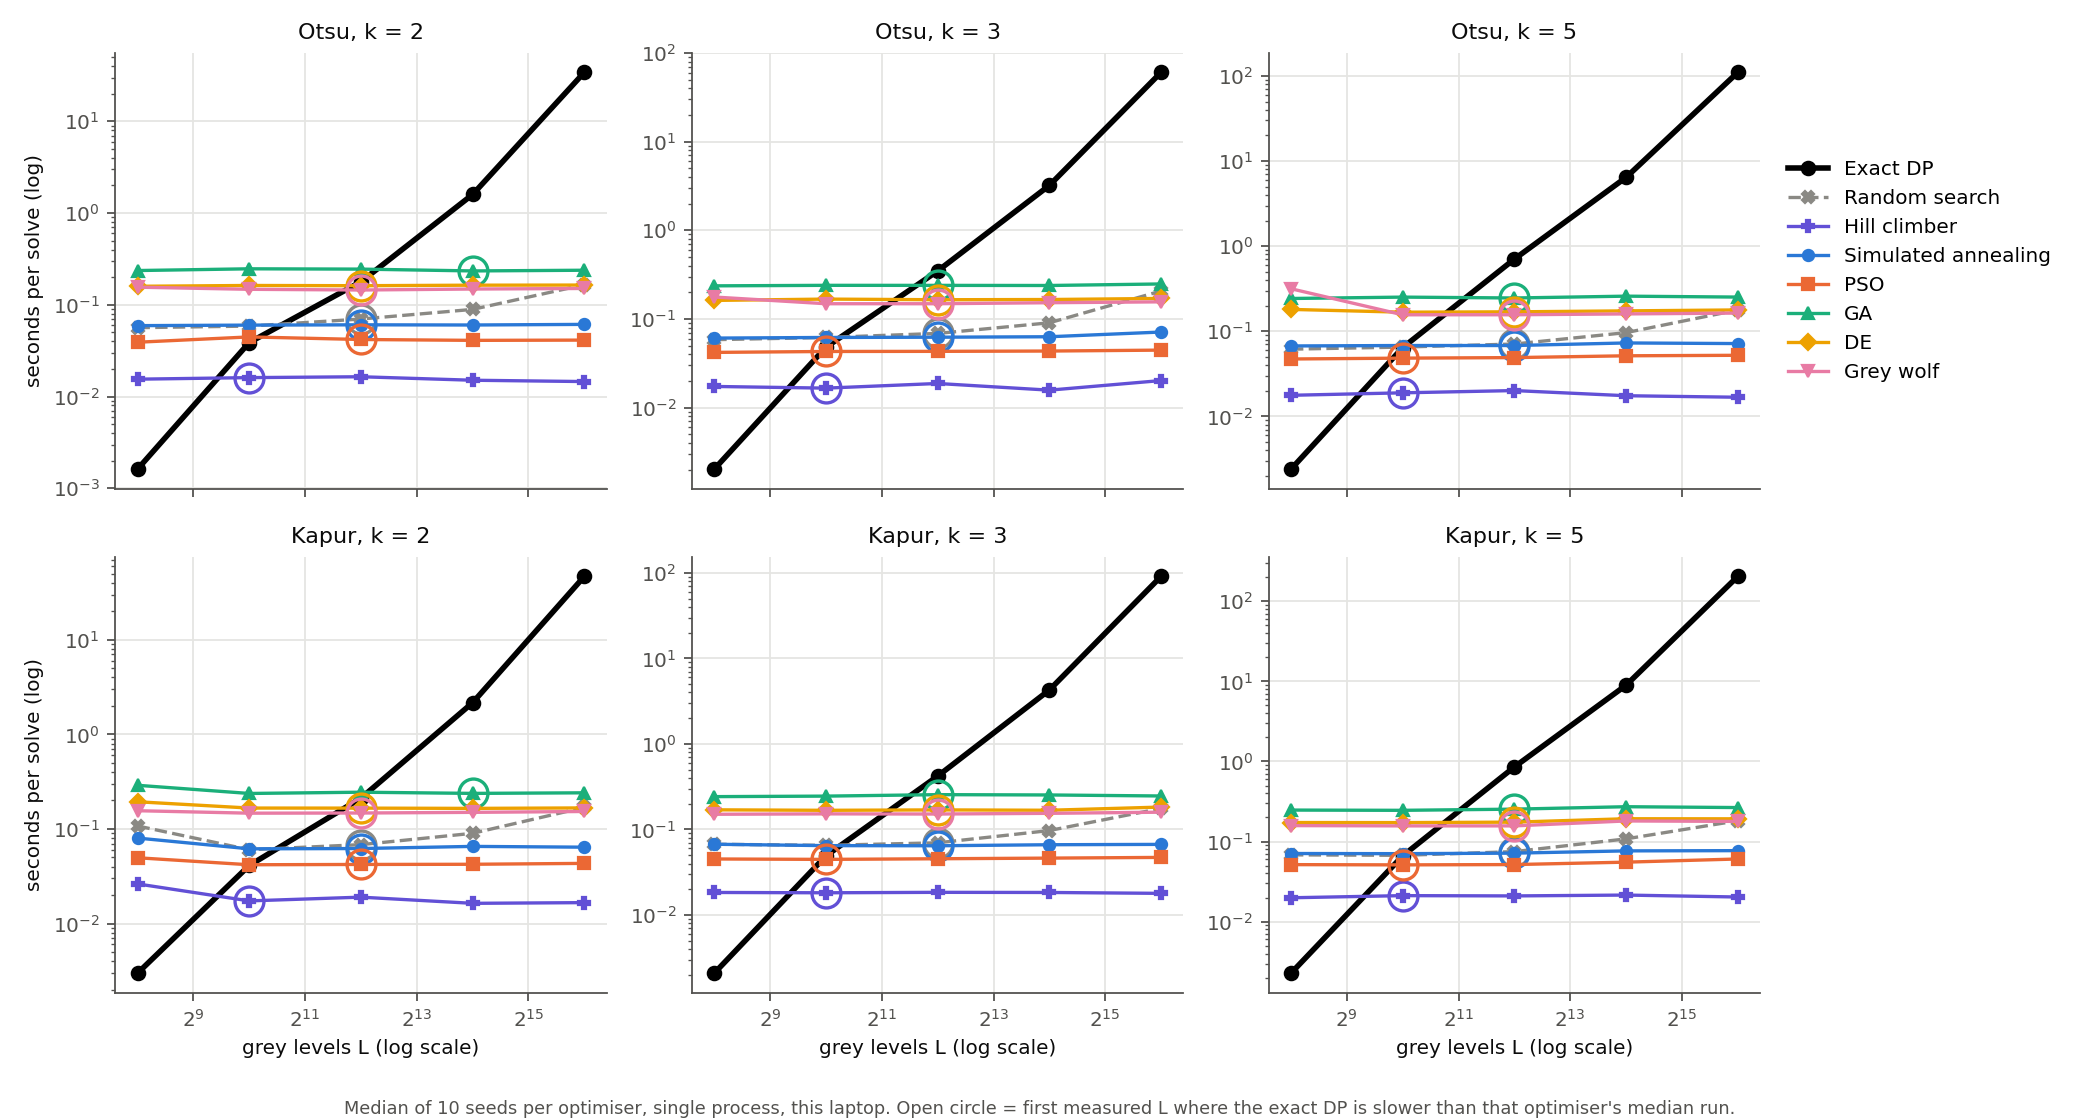 Otsu, k = 2
Otsu, k = 3
Otsu, k = 5
seconds per solve (log)
10¹
10⁰
10⁻¹
10⁻²
10⁻³
10²
10¹
10⁰
10⁻¹
10⁻²
10²
10¹
10⁰
10⁻¹
10⁻²
Exact DP
Random search
Hill climber
Simulated annealing
PSO
GA
DE
Grey wolf
Kapur, k = 2
Kapur, k = 3
Kapur, k = 5
seconds per solve (log)
10¹
10⁰
10⁻¹
10⁻²
10²
10¹
10⁰
10⁻¹
10⁻²
10²
10¹
10⁰
10⁻¹
10⁻²
2⁹ 2¹¹ 2¹³ 2¹⁵
2⁹ 2¹¹ 2¹³ 2¹⁵
2⁹ 2¹¹ 2¹³ 2¹⁵
grey levels L (log scale)
grey levels L (log scale)
grey levels L (log scale)
Median of 10 seeds per optimiser, single process, this laptop. Open circle = first measured L where the exact DP is slower than that optimiser's median run.